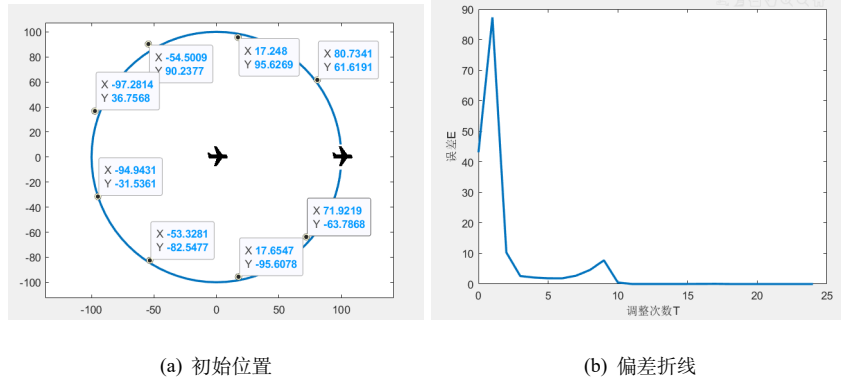 100
80
60
40
20
0
-20
-40
-60
-80
-100
-100
-50
0
50
100
X -54.5009
Y 90.2377
X 17.248
Y 95.6269
X 80.7341
Y 61.6191
X -97.2814
Y 36.7568
X -94.9431
Y -31.5361
X -53.3281
Y -82.5477
X 17.6547
Y -95.6078
X 71.9219
Y -63.7868
(a) 初始位置
90
80
70
60
50
40
30
20
10
0
误差E
0
5
10
15
20
25
调整次数T
(b) 偏差折线